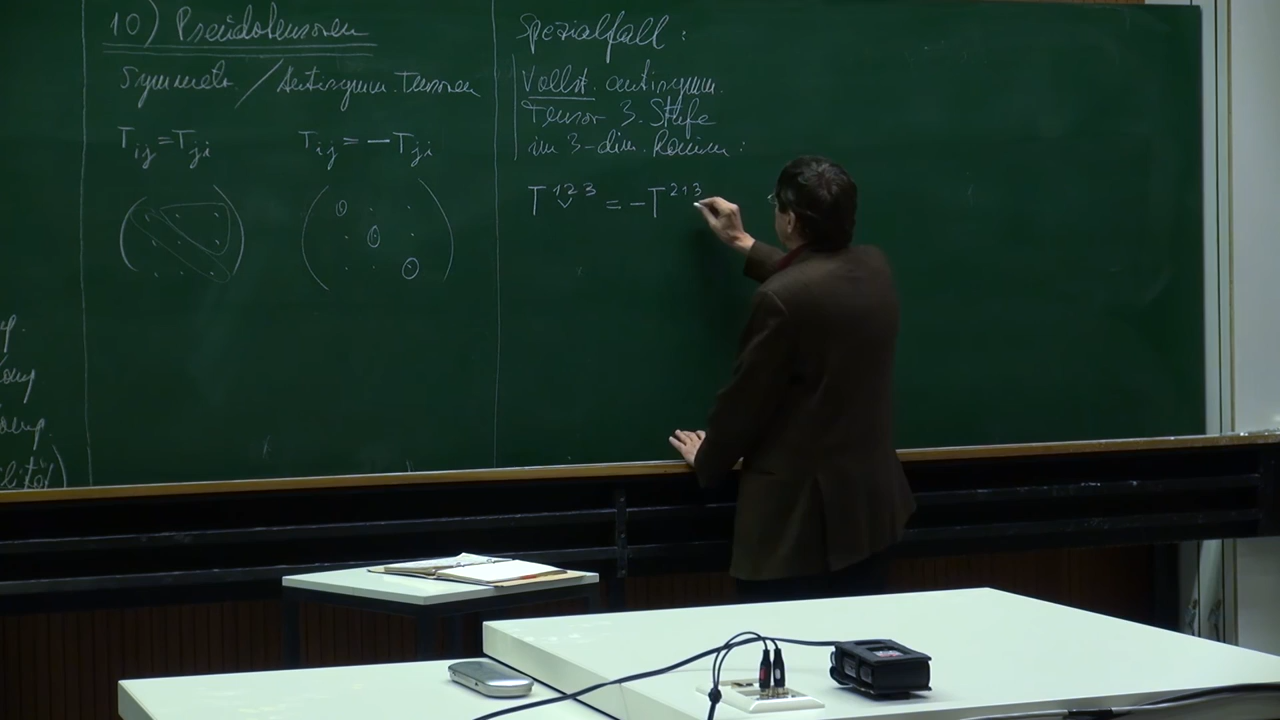 10) Pseudotensoren
Symmetr. / Antisymm. Tensoren
T_ij = T_ji
T_ij = -T_ji
Spezialfall:
Vollst. antisymm.
Tensor 3. Stufe
im 3-dim. Raum:
T^123 = -T^213